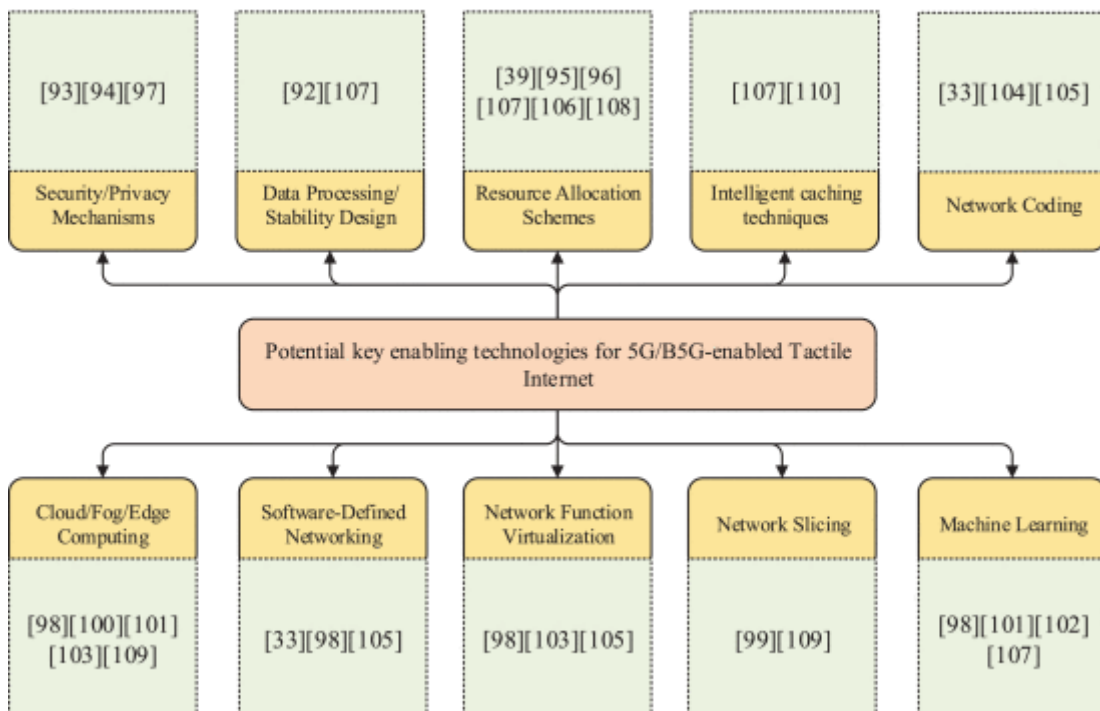 [93][94][97]
Security/Privacy
Mechanisms
[92][107]
Data Processing/
Stability Design
[39][95][96]
[107][106][108]
Resource Allocation
Schemes
[107][110]
Intelligent caching
techniques
[33][104][105]
Network Coding
Potential key enabling technologies for 5G/B5G-enabled Tactile
Internet
Cloud/Fog/Edge
Computing
[98][100][101]
[103][109]
Software-Defined
Networking
[33][98][105]
Network Function
Virtualization
[98][103][105]
Network Slicing
[99][109]
Machine Learning
[98][101][102]
[107]